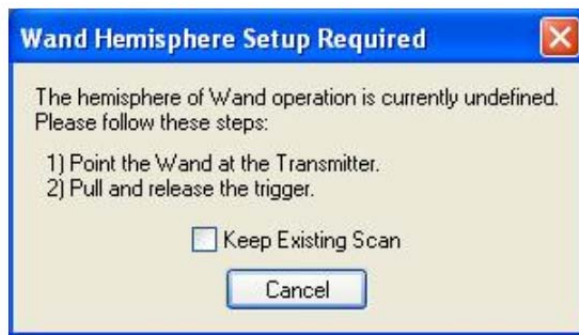 Wand Hemisphere Setup Required
The hemisphere of Wand operation is currently undefined.
Please follow these steps:
1) Point the Wand at the Transmitter.
2) Pull and release the trigger.
Keep Existing Scan
Cancel